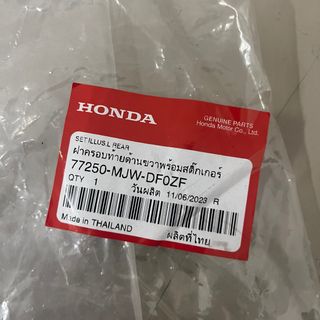 HONDA
GENUINE PARTS
Honda Motor Co., Ltd.
SET ILLUS.L REAR
ฝาครอบท้ายด้านขวาพร้อมสติ๊กเกอร์
77250-MJW-DF0ZF
QTY 1 วันผลิต 11/06/2023 R
Made in THAILAND ผลิตที่ไทย